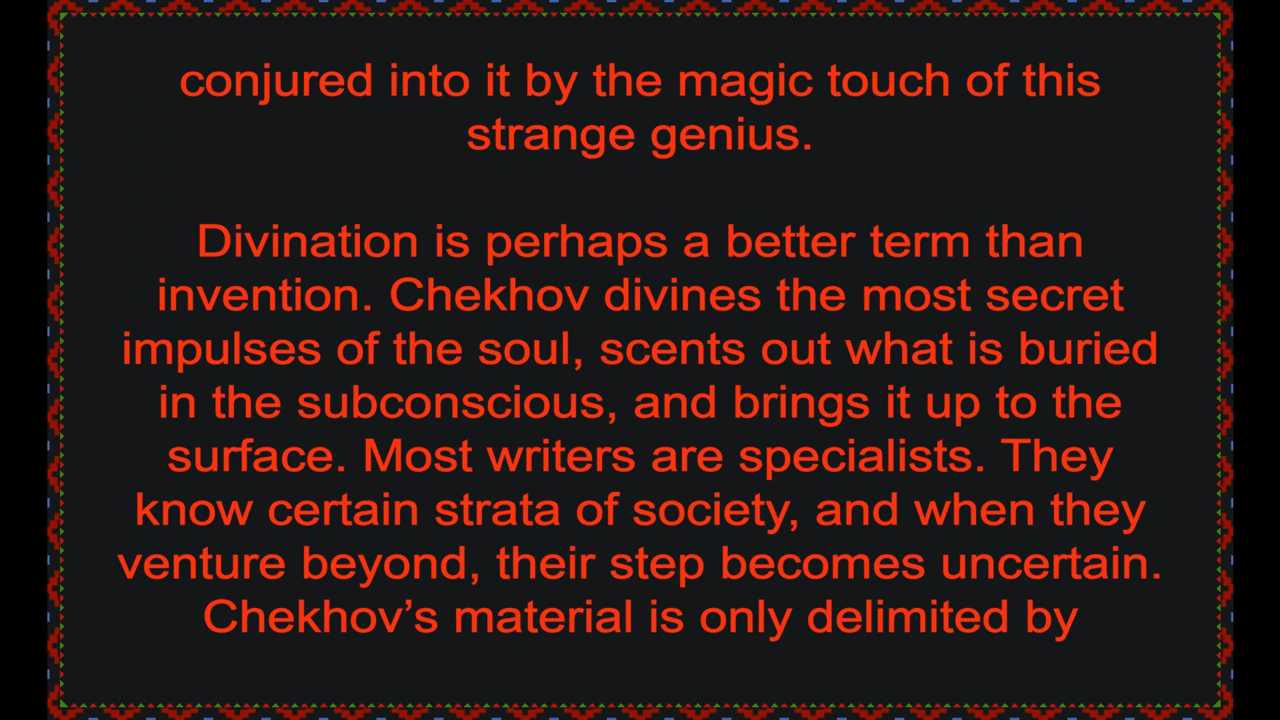 conjured into it by the magic touch of this
strange genius.
Divination is perhaps a better term than
invention. Chekhov divines the most secret
impulses of the soul, scents out what is buried
in the subconscious, and brings it up to the
surface. Most writers are specialists. They
know certain strata of society, and when they
venture beyond, their step becomes uncertain.
Chekhov’s material is only delimited by